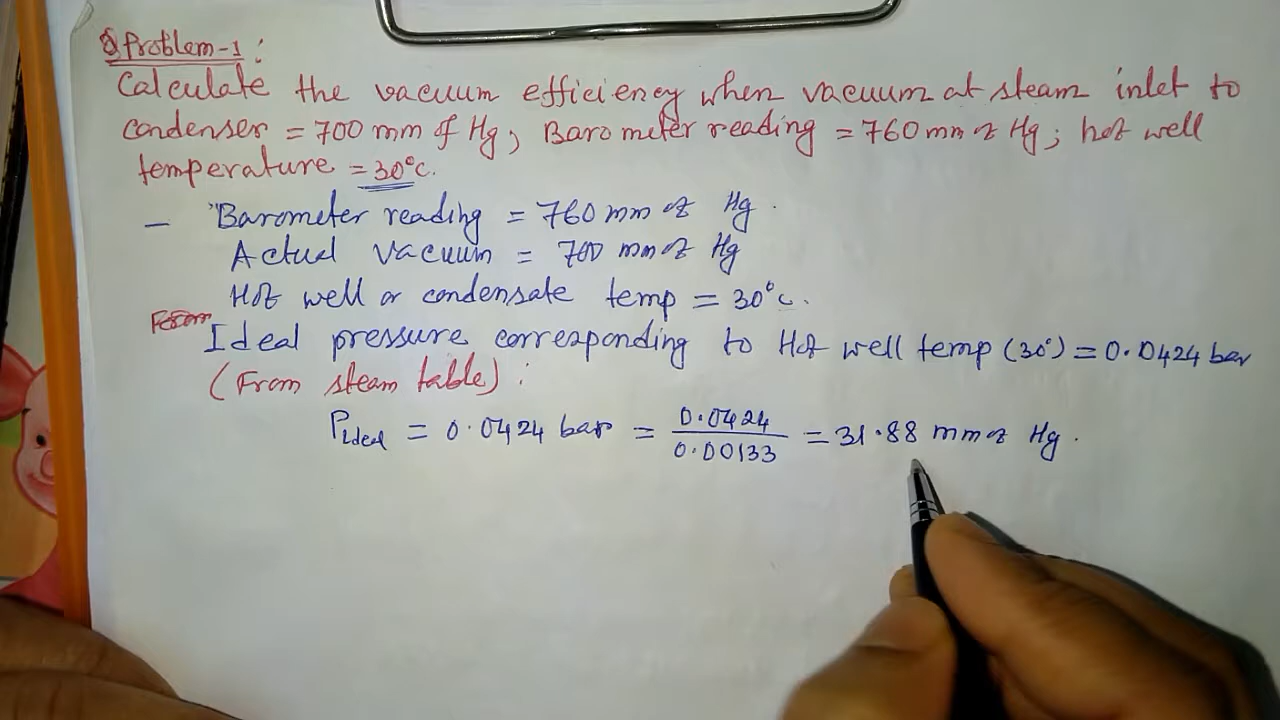 Problem-1:
Calculate the vacuum efficiency when vacuum at steam inlet to
condenser = 700 mm of Hg; Barometer reading = 760 mm of Hg; hot well
temperature = 30°c.
– Barometer reading = 760 mm of Hg.
Actual vacuum = 700 mm of Hg
Hot well or condensate temp = 30°c.
Ideal pressure corresponding to Hot well temp (30°) = 0.0424 bar
(From steam table):
PIdeal = 0.0424 bar = 0.0424 / 0.00133 = 31.88 mm of Hg.